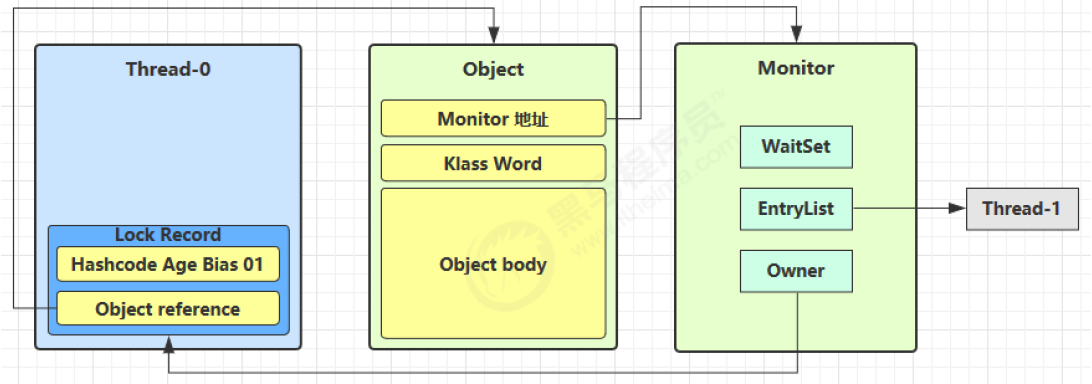 Thread-0
Lock Record
Hashcode Age Bias 01
Object reference
Object
Monitor 地址
Klass Word
Object body
Monitor
WaitSet
EntryList
Owner
Thread-1
黑马程序员
www.itheima.com